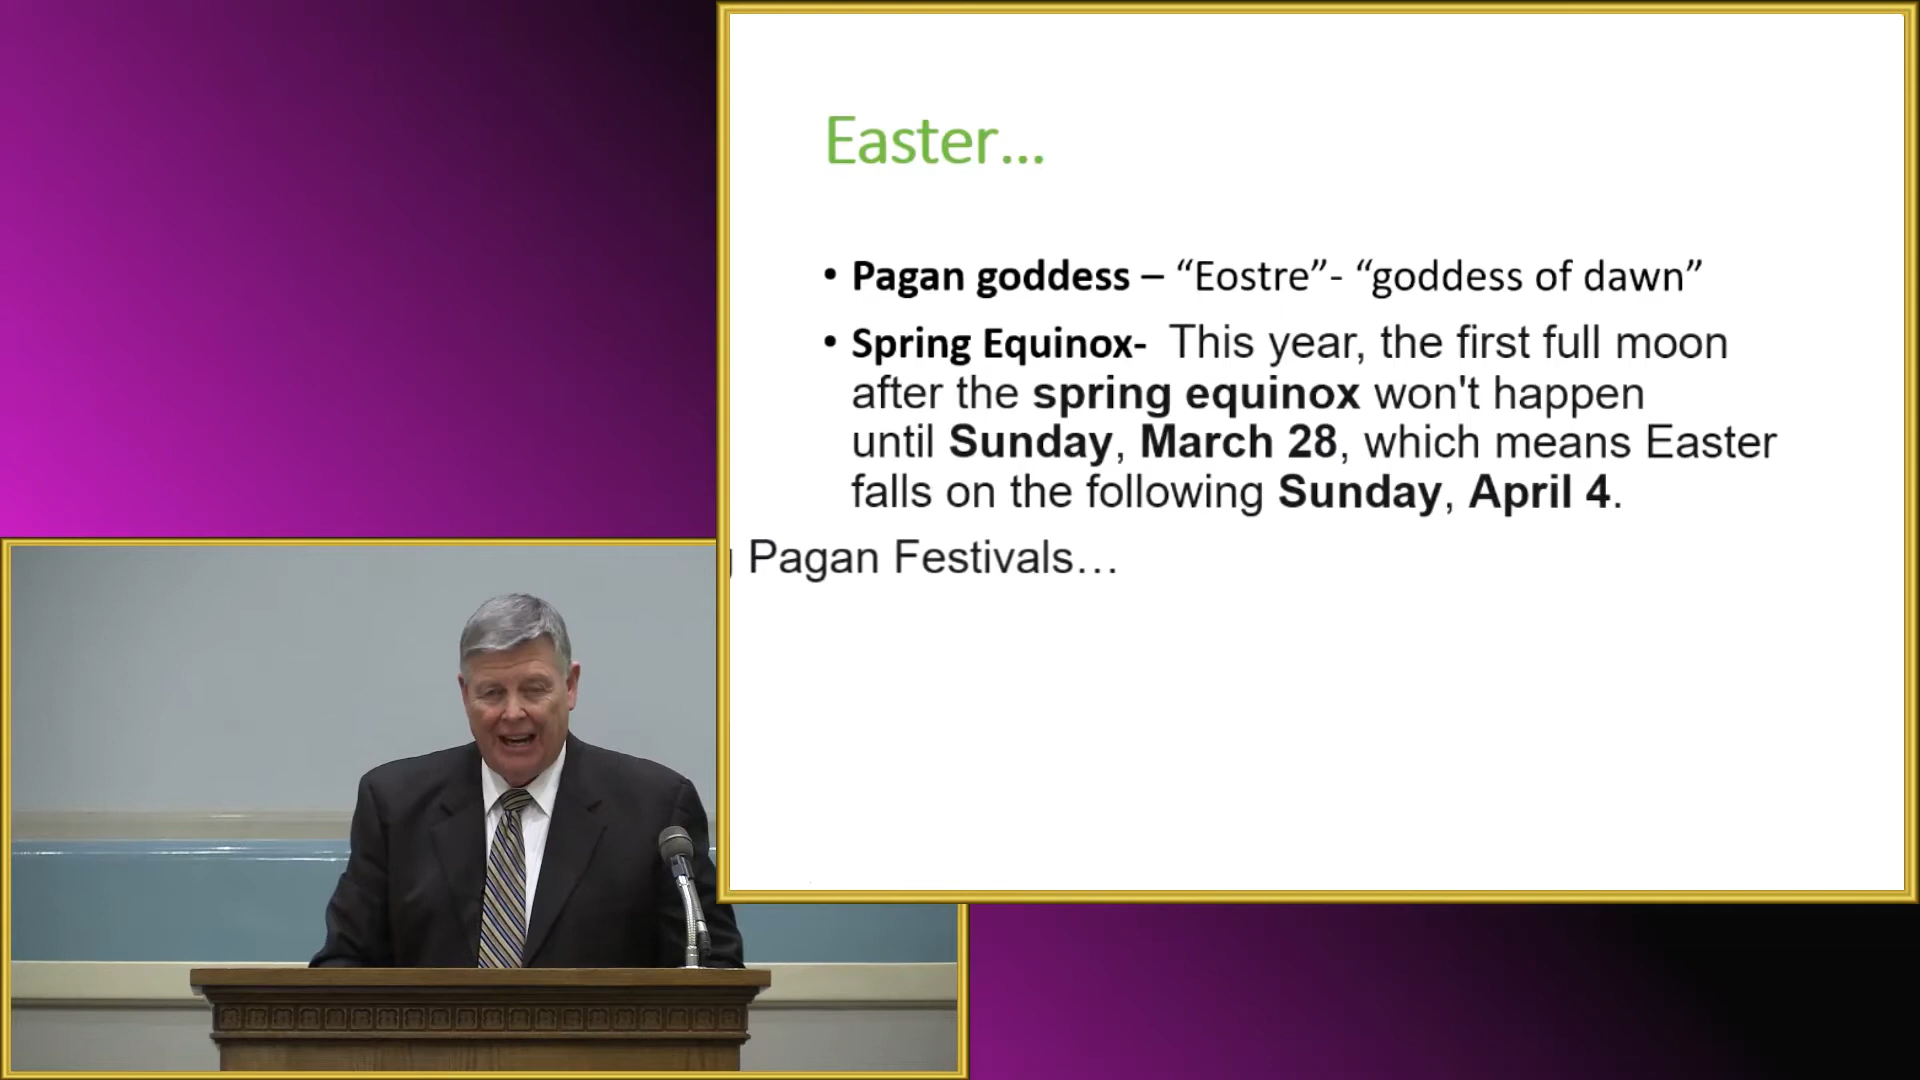 Easter...
• Pagan goddess – “Eostre”- “goddess of dawn”
• Spring Equinox- This year, the first full moon
after the spring equinox won't happen
until Sunday, March 28, which means Easter
falls on the following Sunday, April 4.
Pagan Festivals…